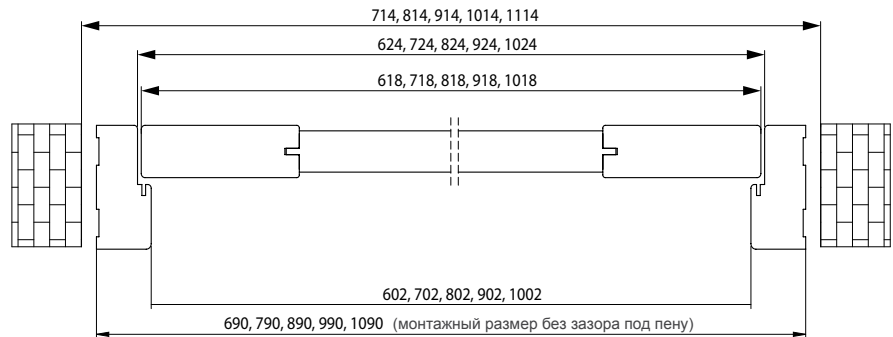 714, 814, 914, 1014, 1114
624, 724, 824, 924, 1024
618, 718, 818, 918, 1018
602, 702, 802, 902, 1002
690, 790, 890, 990, 1090 (монтажный размер без зазора под пену)